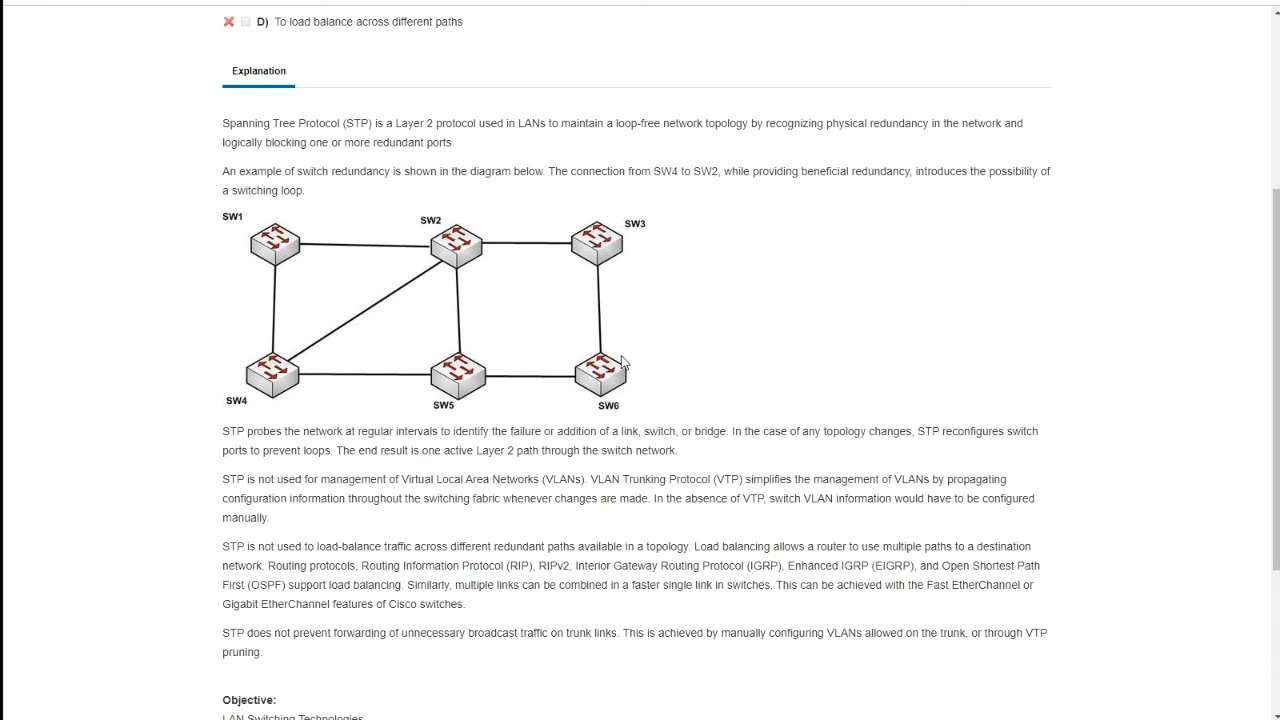 D) To load balance across different paths
Explanation
Spanning Tree Protocol (STP) is a Layer 2 protocol used in LANs to maintain a loop-free network topology by recognizing physical redundancy in the network and
logically blocking one or more redundant ports.
An example of switch redundancy is shown in the diagram below. The connection from SW4 to SW2, while providing beneficial redundancy, introduces the possibility of
a switching loop.
SW1
SW2
SW3
SW4
SW5
SW6
STP probes the network at regular intervals to identify the failure or addition of a link, switch, or bridge. In the case of any topology changes, STP reconfigures switch
ports to prevent loops. The end result is one active Layer 2 path through the switch network.
STP is not used for management of Virtual Local Area Networks (VLANs). VLAN Trunking Protocol (VTP) simplifies the management of VLANs by propagating
configuration information throughout the switching fabric whenever changes are made. In the absence of VTP, switch VLAN information would have to be configured
manually.
STP is not used to load-balance traffic across different redundant paths available in a topology. Load balancing allows a router to use multiple paths to a destination
network. Routing protocols, Routing Information Protocol (RIP), RIPv2, Interior Gateway Routing Protocol (IGRP), Enhanced IGRP (EIGRP), and Open Shortest Path
First (OSPF) support load balancing. Similarly, multiple links can be combined in a faster single link in switches. This can be achieved with the Fast EtherChannel or
Gigabit EtherChannel features of Cisco switches.
STP does not prevent forwarding of unnecessary broadcast traffic on trunk links. This is achieved by manually configuring VLANs allowed on the trunk, or through VTP
pruning.
Objective:
LAN Switching Technologies